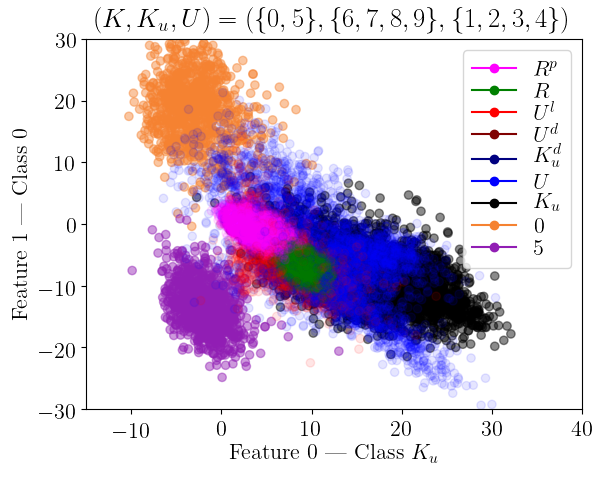 (K, K_u, U) = ({0, 5}, {6, 7, 8, 9}, {1, 2, 3, 4})
30
20
10
0
−10
−20
−30
Feature 1 — Class 0
R^p
R
U^l
U^d
K_u^d
U
K_u
0
5
−10
0
10
20
30
40
Feature 0 — Class K_u